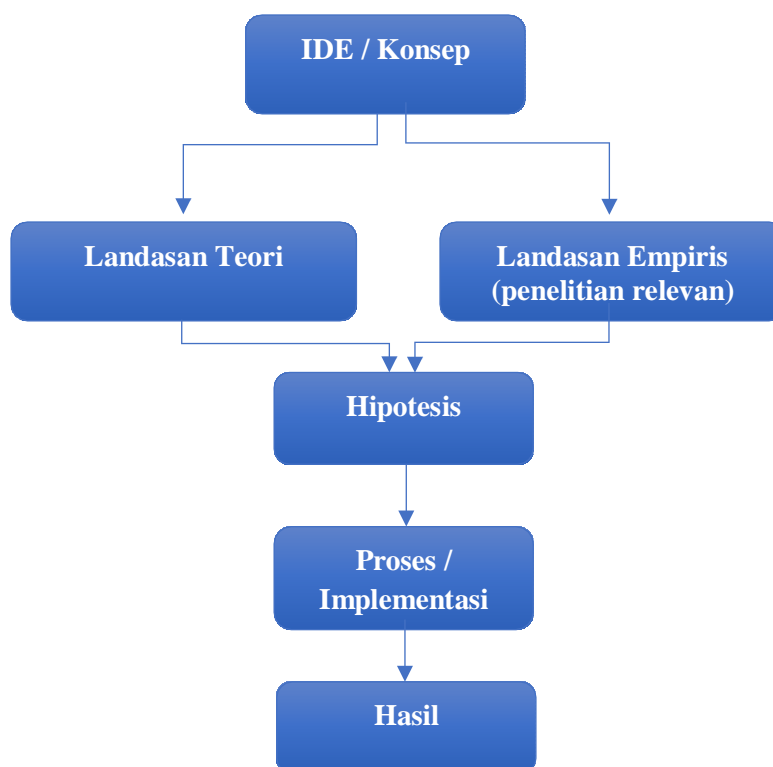 IDE / Konsep
Landasan Teori
Landasan Empiris
(penelitian relevan)
Hipotesis
Proses /
Implementasi
Hasil